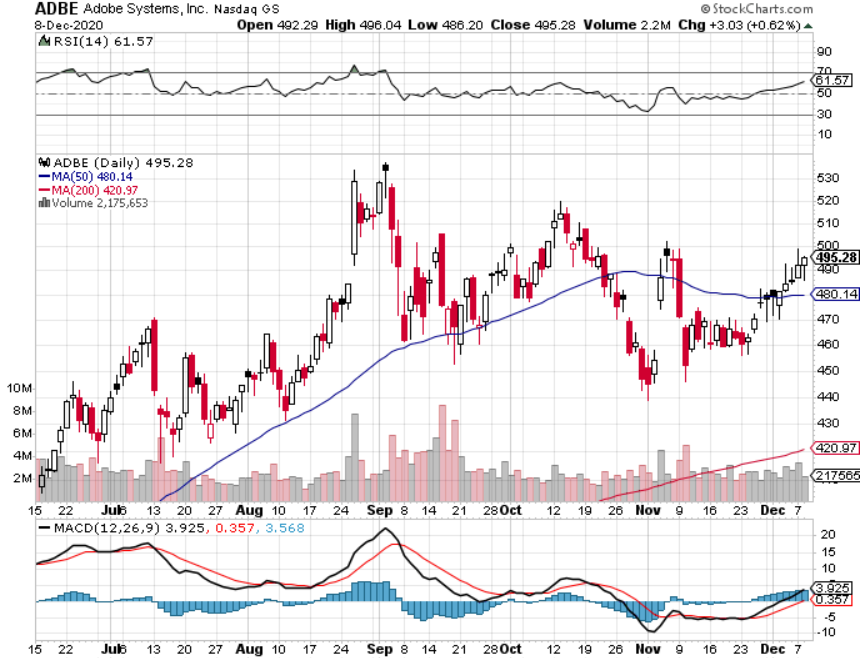 ADBE Adobe Systems, Inc. Nasdaq GS
© StockCharts.com
8-Dec-2020
Open 492.29 High 496.04 Low 486.20 Close 495.28 Volume 2.2M Chg +3.03 (+0.62%)
RSI(14) 61.57
90
70
61.57
50
30
10
ADBE (Daily) 495.28
MA(50) 480.14
MA(200) 420.97
Volume 2,175,653
530
520
510
500
495.28
490
480.14
470
460
450
440
430
420.97
217565
10M
8M
6M
4M
2M
15 22 Jul 6 13 20 27 Aug 10 17 24 Sep 8 14 21 28 Oct 12 19 26 Nov 9 16 23 Dec 7
MACD(12,26,9) 3.925, 0.357, 3.568
20
15
10
5
3.925
0.357
-5
-10
15 22 Jul 6 13 20 27 Aug 10 17 24 Sep 8 14 21 28 Oct 12 19 26 Nov 9 16 23 Dec 7